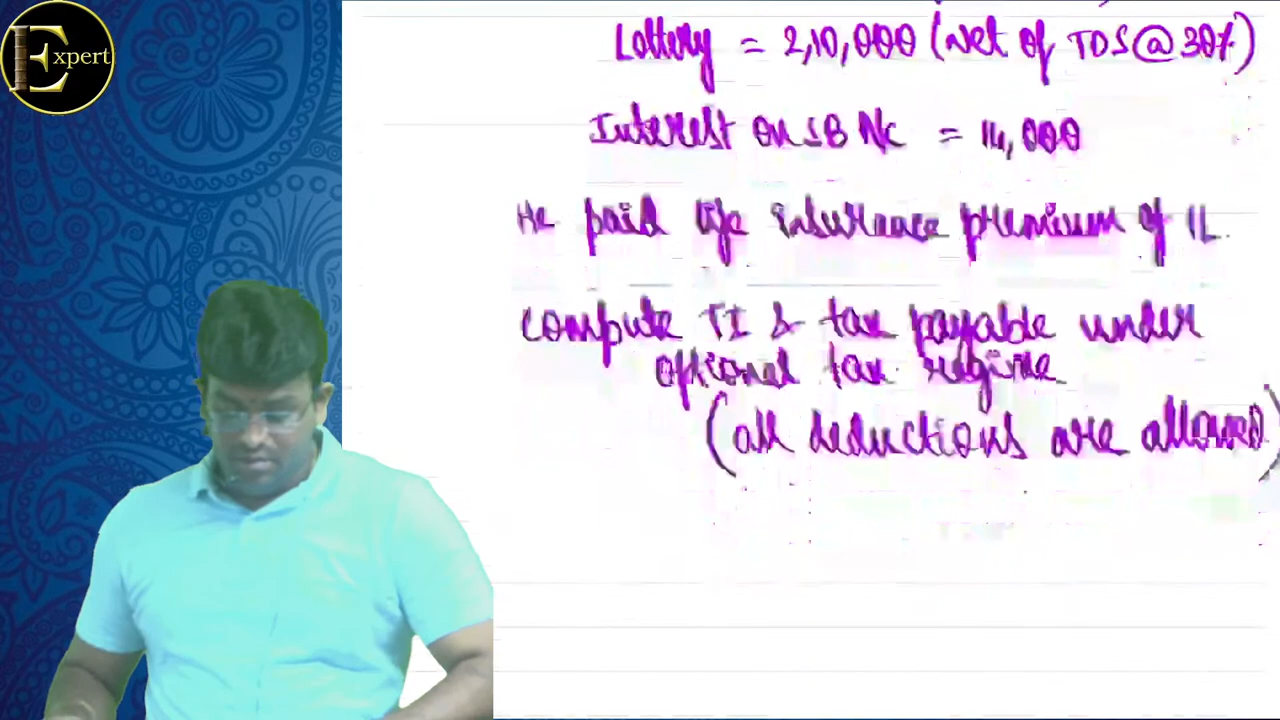 Expert
Lottery = 2,10,000 (Net of TDS @ 30%)
Interest on SB A/c = 14,000
He paid life insurance premium of 1L.
Compute TI & tax payable under
optional tax regime
(all deductions are allowed)